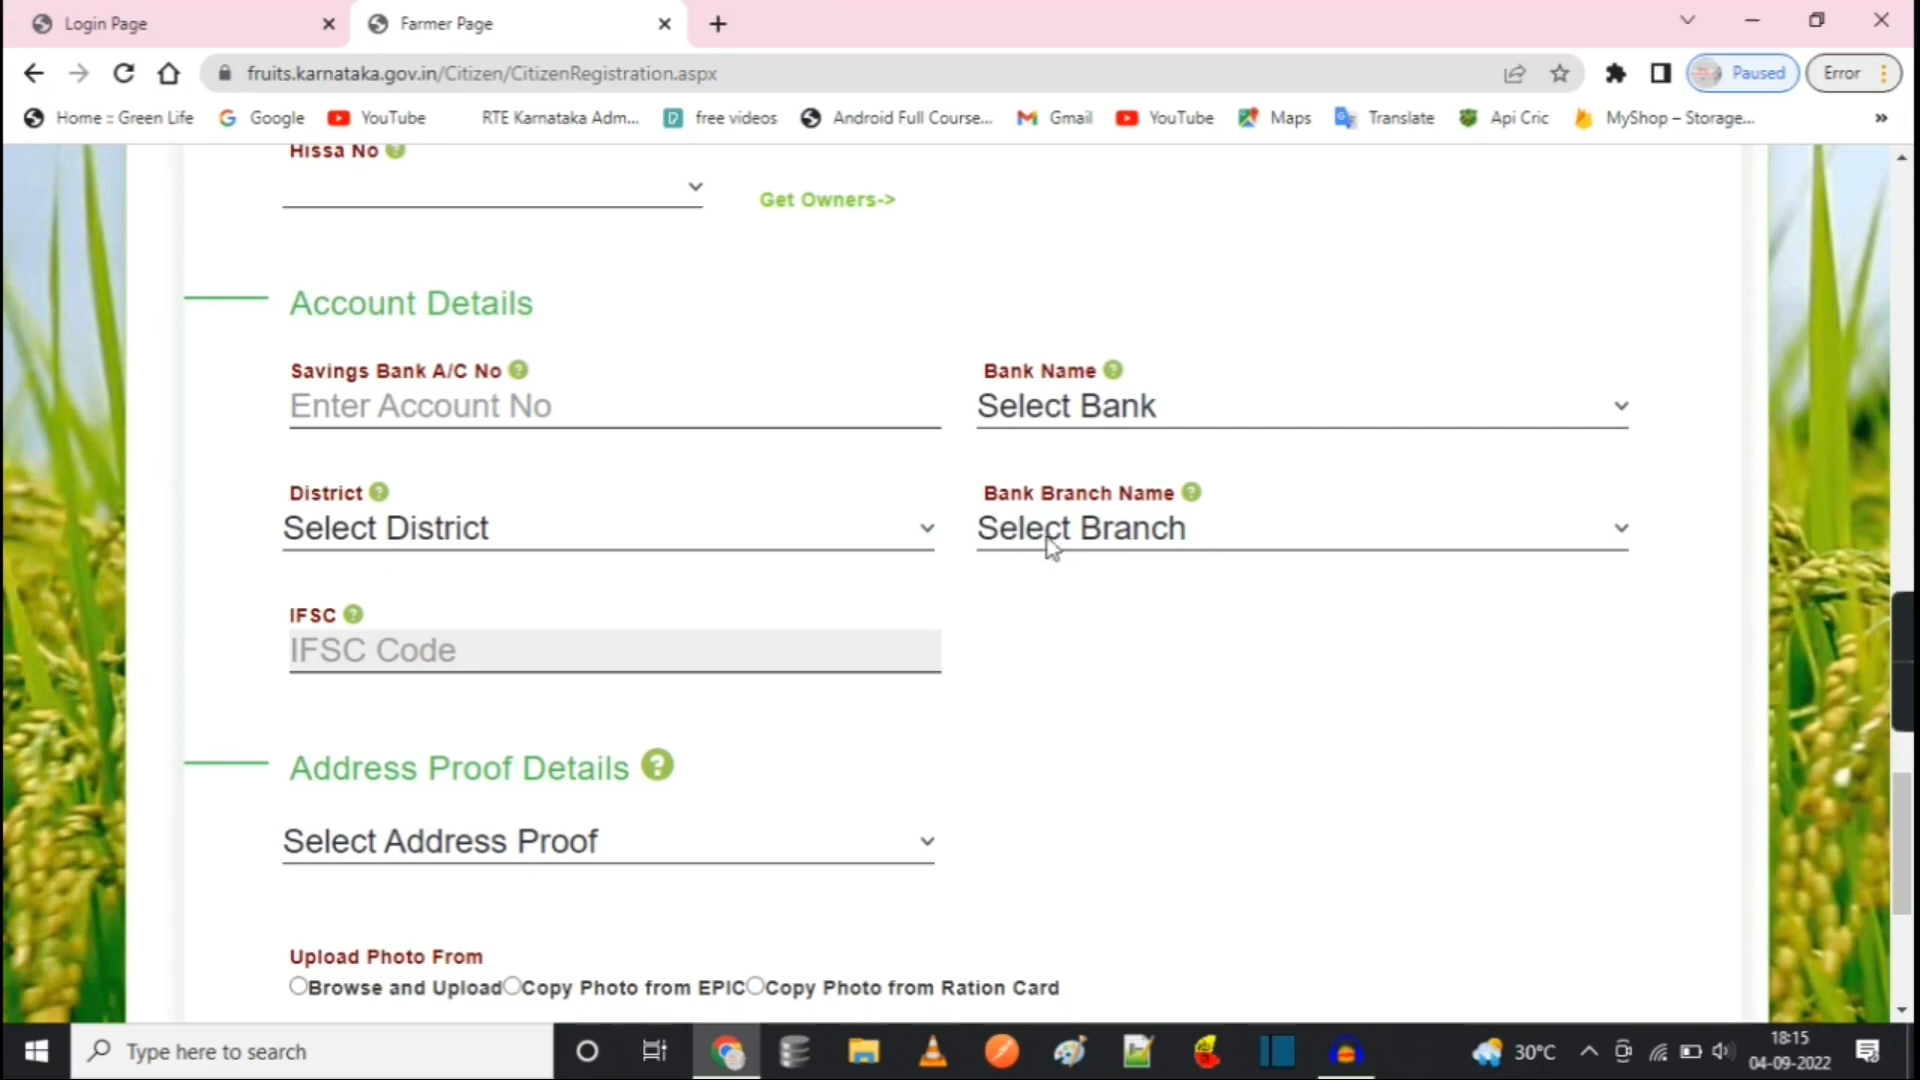 Login Page
Farmer Page
fruits.karnataka.gov.in/Citizen/CitizenRegistration.aspx
Paused
Error
Home :: Green Life
Google
YouTube
RTE Karnataka Adm...
free videos
Android Full Course...
Gmail
YouTube
Maps
Translate
Api Cric
MyShop – Storage...
»
Hissa No
Get Owners->
Account Details
Savings Bank A/C No
Bank Name
Enter Account No
Select Bank
District
Bank Branch Name
Select District
Select Branch
IFSC
IFSC Code
Address Proof Details
Select Address Proof
Upload Photo From
Browse and Upload Copy Photo from EPIC Copy Photo from Ration Card
Type here to search
30°C
18:15
04-09-2022